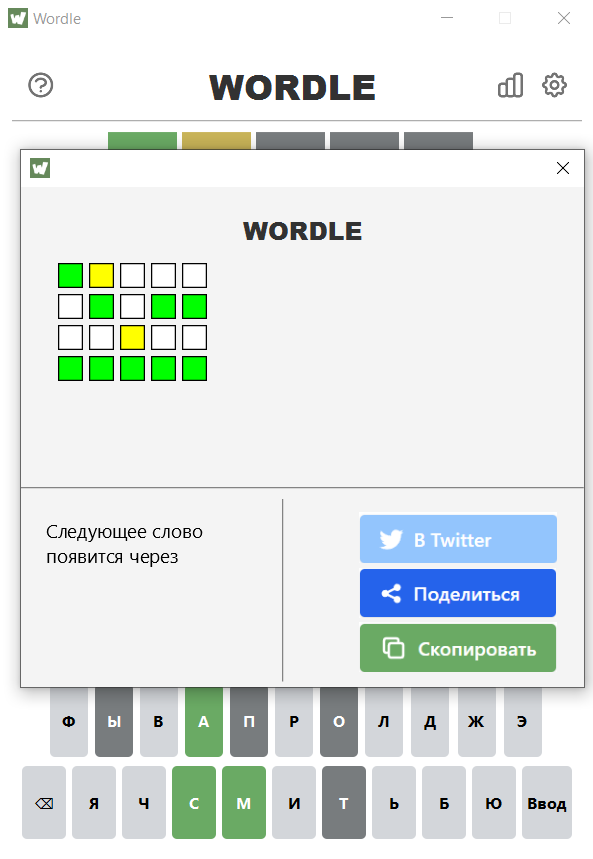 Wordle
WORDLE
WORDLE
Следующее слово
появится через
В Twitter
Поделиться
Скопировать
Ф Ы В А П Р О Л Д Ж Э
⌫ Я Ч С М И Т Ь Б Ю Ввод